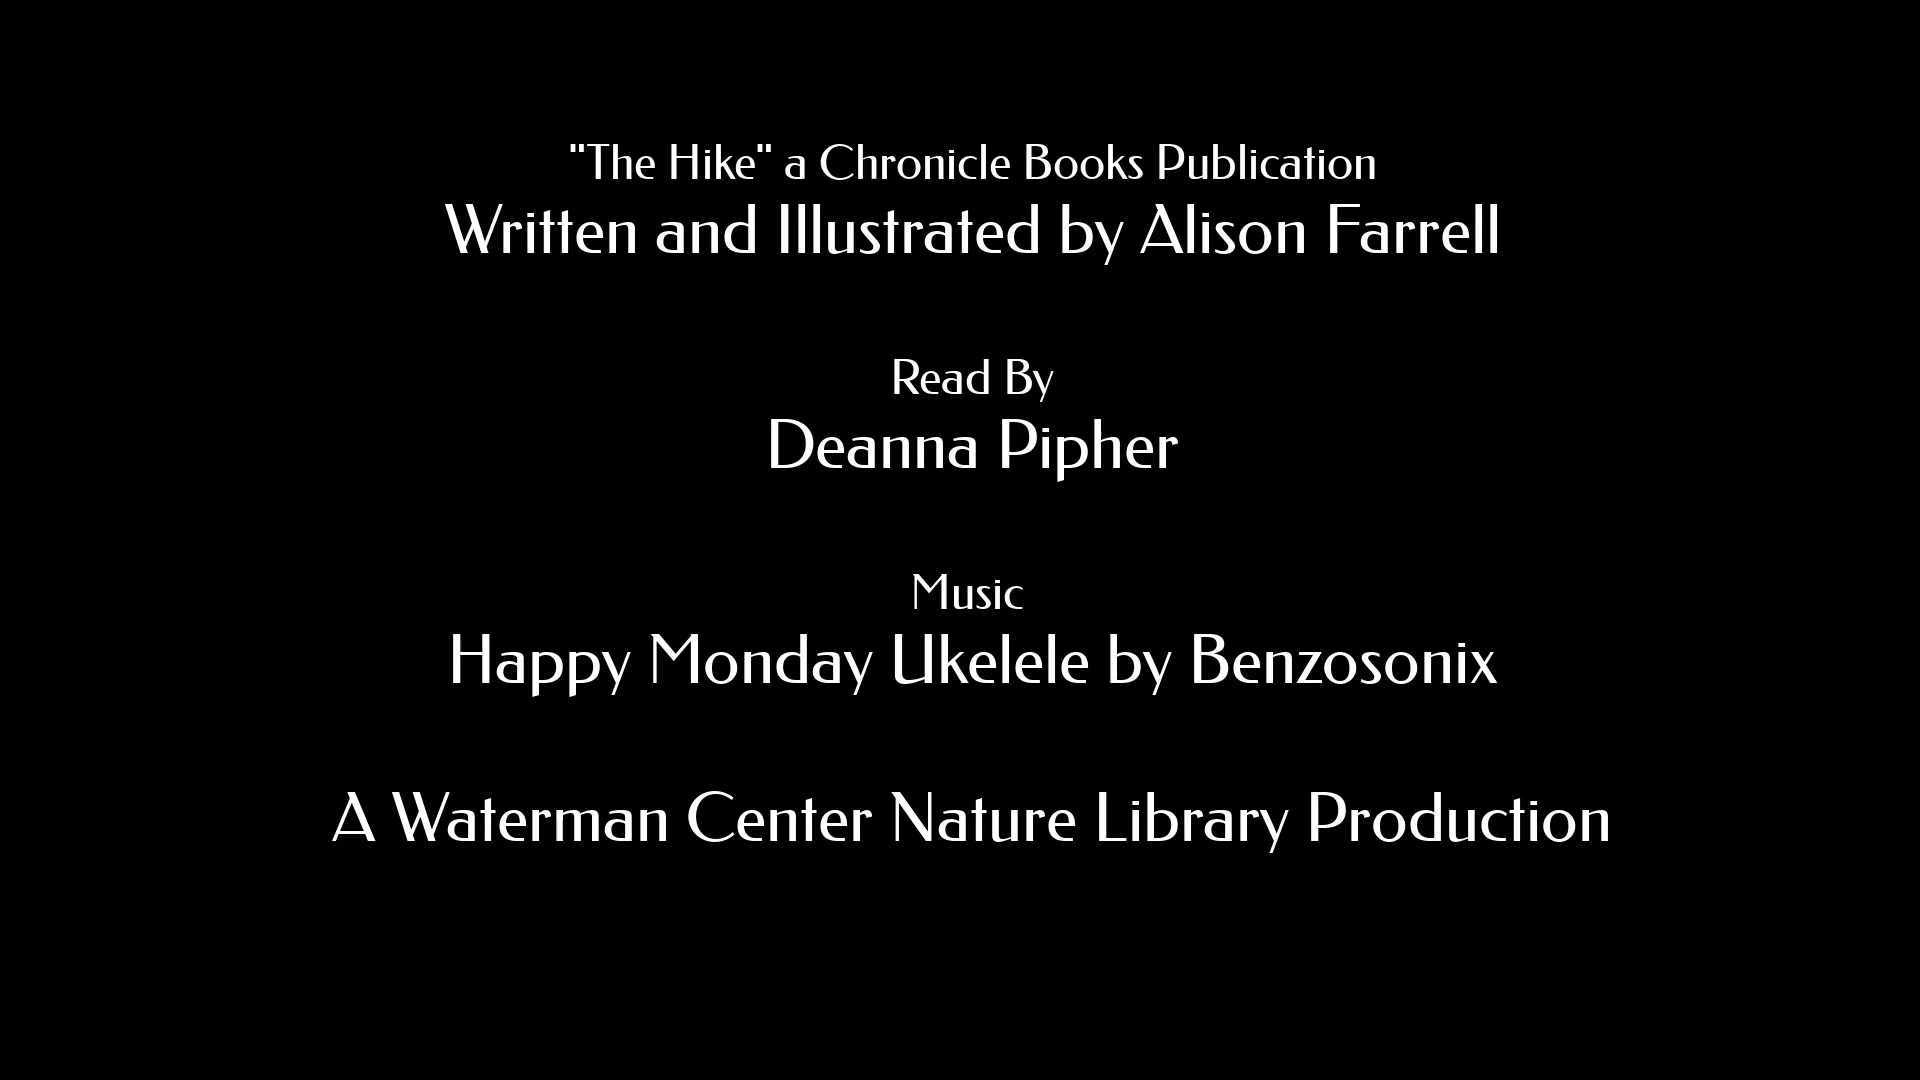 "The Hike" a Chronicle Books Publication
Written and Illustrated by Alison Farrell
Read By
Deanna Pipher
Music
Happy Monday Ukelele by Benzosonix
A Waterman Center Nature Library Production